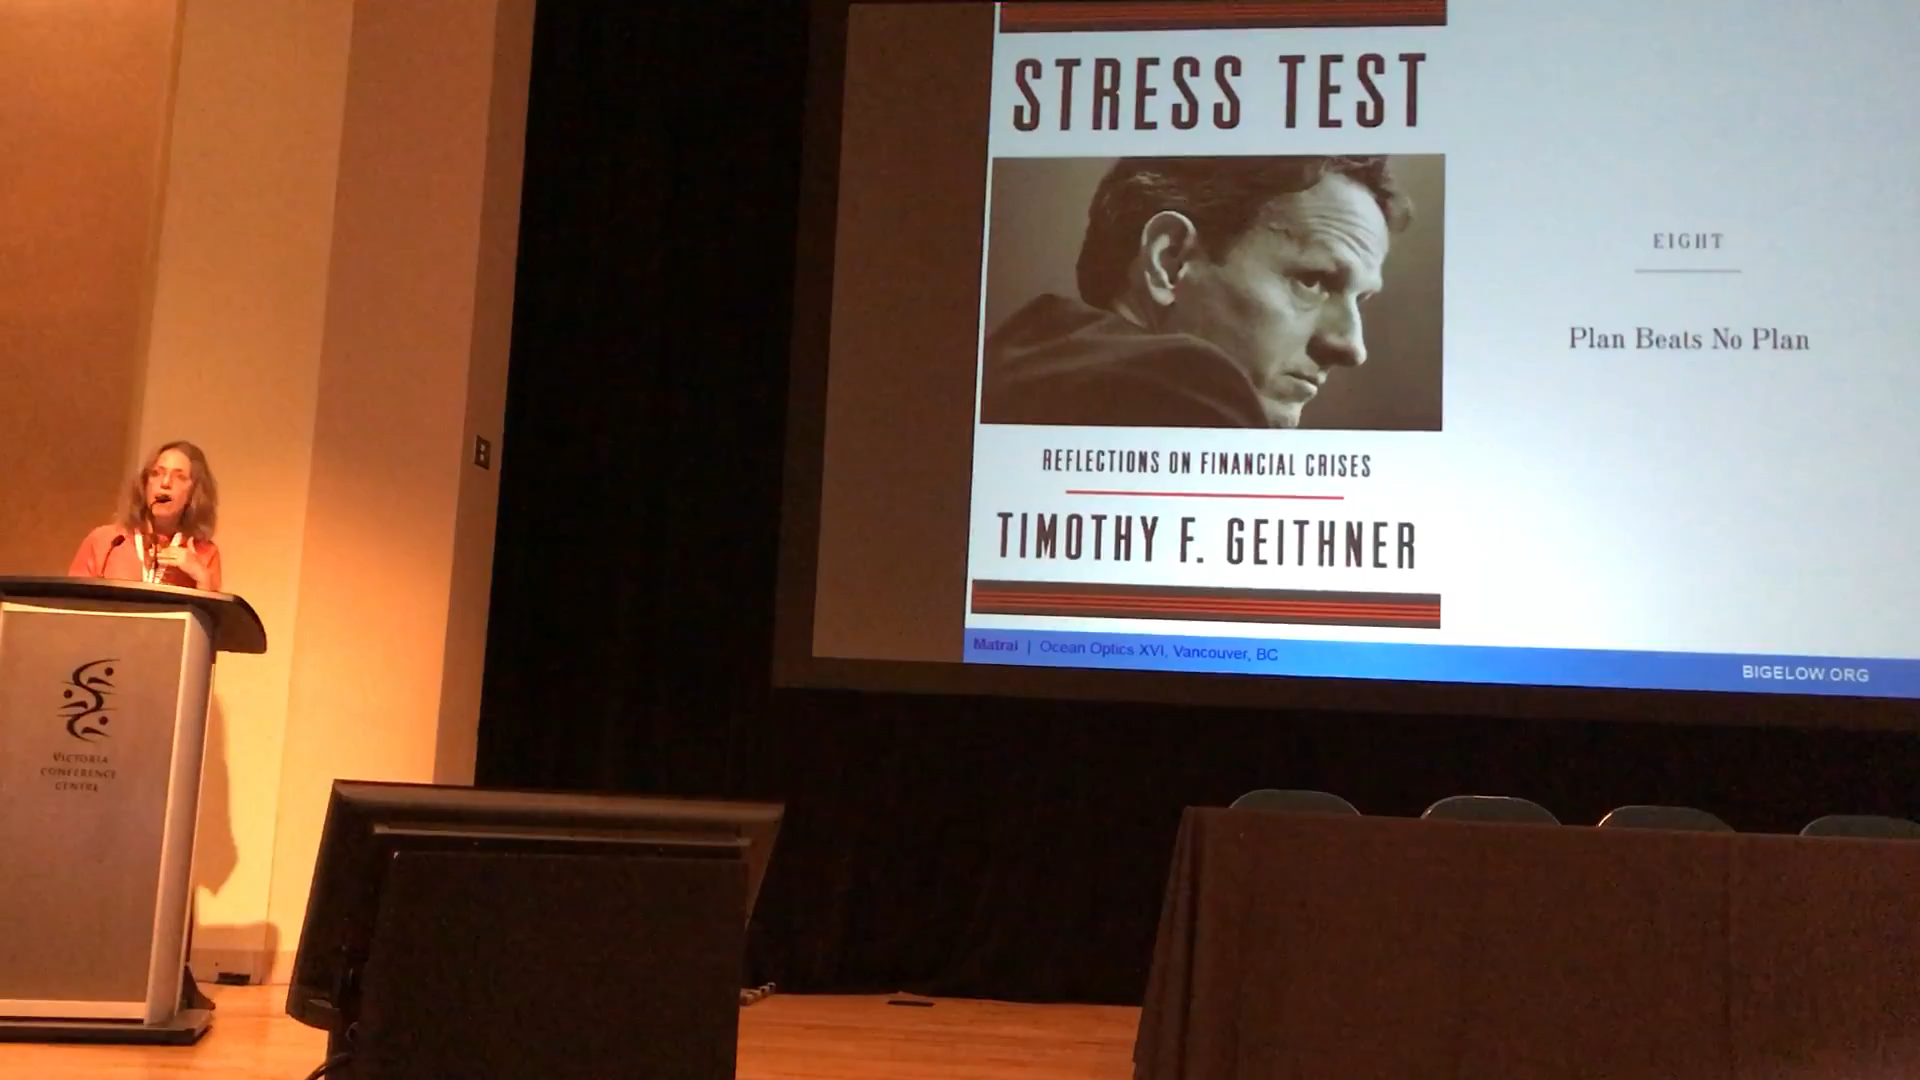 STRESS TEST
REFLECTIONS ON FINANCIAL CRISES
TIMOTHY F. GEITHNER
EIGHT
Plan Beats No Plan
Matrai | Ocean Optics XVI, Vancouver, BC
BIGELOW.ORG
VICTORIA
CONFERENCE
CENTRE